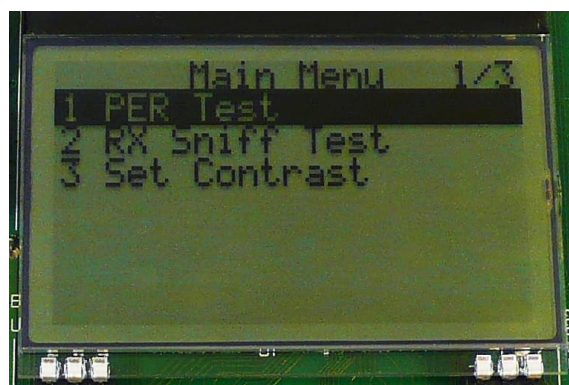 Main Menu 1/3
1 PER Test
2 RX Sniff Test
3 Set Contrast